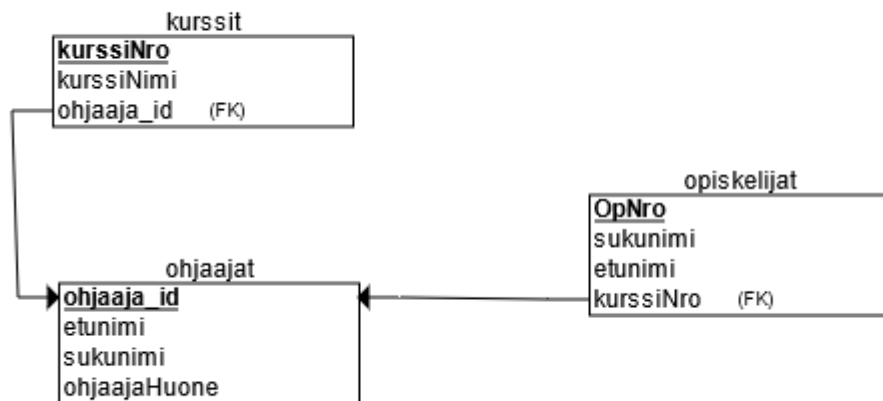 kurssit
kurssiNro
kurssiNimi
ohjaaja_id (FK)
opiskelijat
OpNro
sukunimi
etunimi
kurssiNro (FK)
ohjaajat
ohjaaja_id
etunimi
sukunimi
ohjaajaHuone